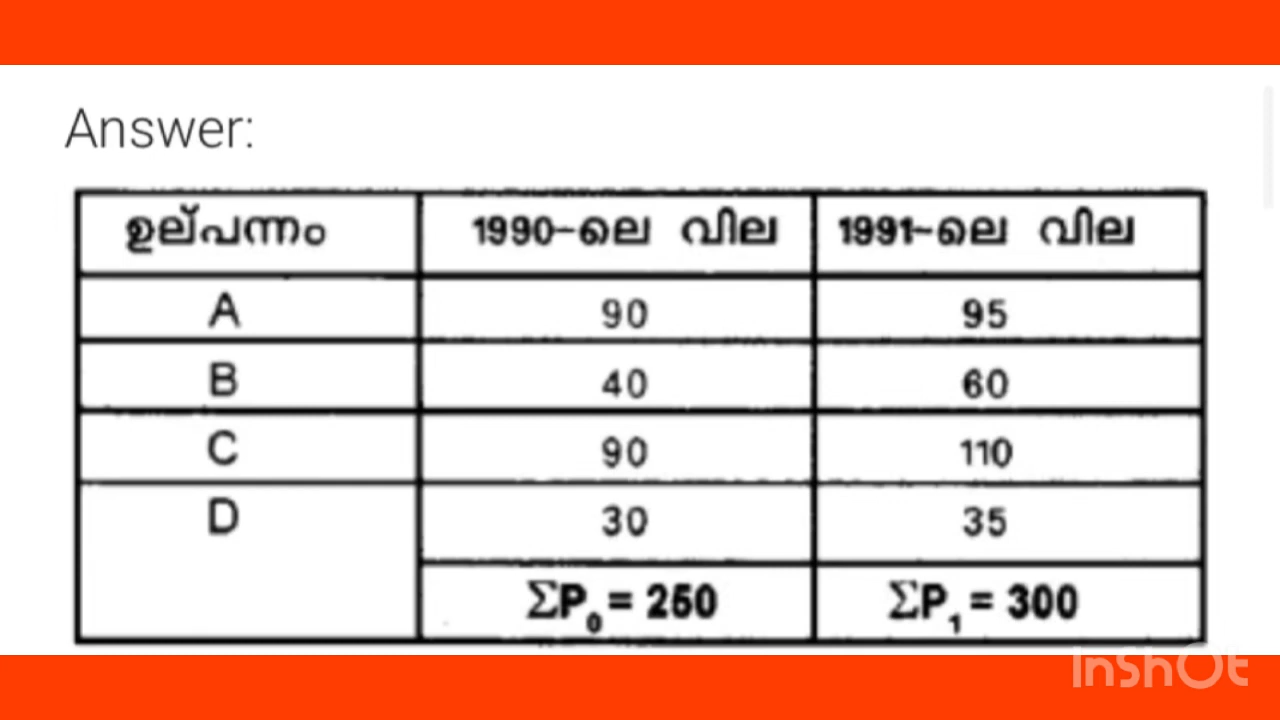 Answer:
ഉല്പന്നം 1990-ലെ വില 1991-ലെ വില
A 90 95
B 40 60
C 90 110
D 30 35
ΣP₀ = 250 ΣP₁ = 300
InShOt